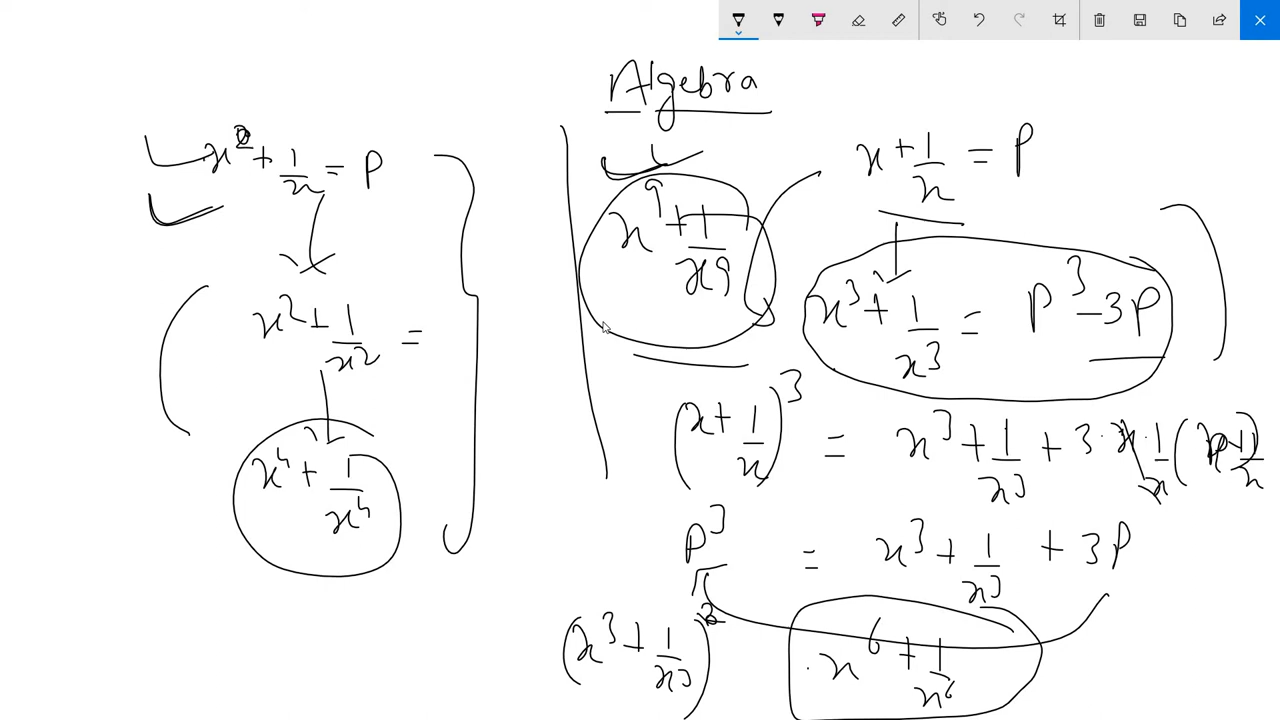 Algebra
x + 1/x = P
x² + 1/x² =
x⁴ + 1/x⁴
x⁹ + 1/x⁹
x + 1/x = P
x³ + 1/x³ = P³ - 3P
(x + 1/x)³ = x³ + 1/x³ + 3·x·1/x (x + 1/x)
P³ = x³ + 1/x³ + 3P
(x³ + 1/x³)²
x⁶ + 1/x⁶